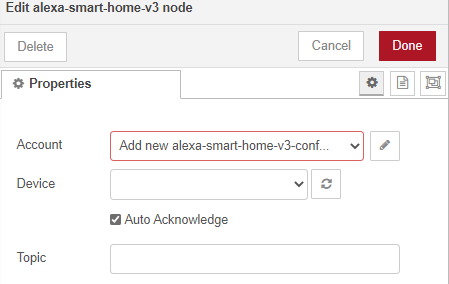 Edit alexa-smart-home-v3 node
Delete
Cancel
Done
Properties
Account
Add new alexa-smart-home-v3-conf...
Device
Auto Acknowledge
Topic